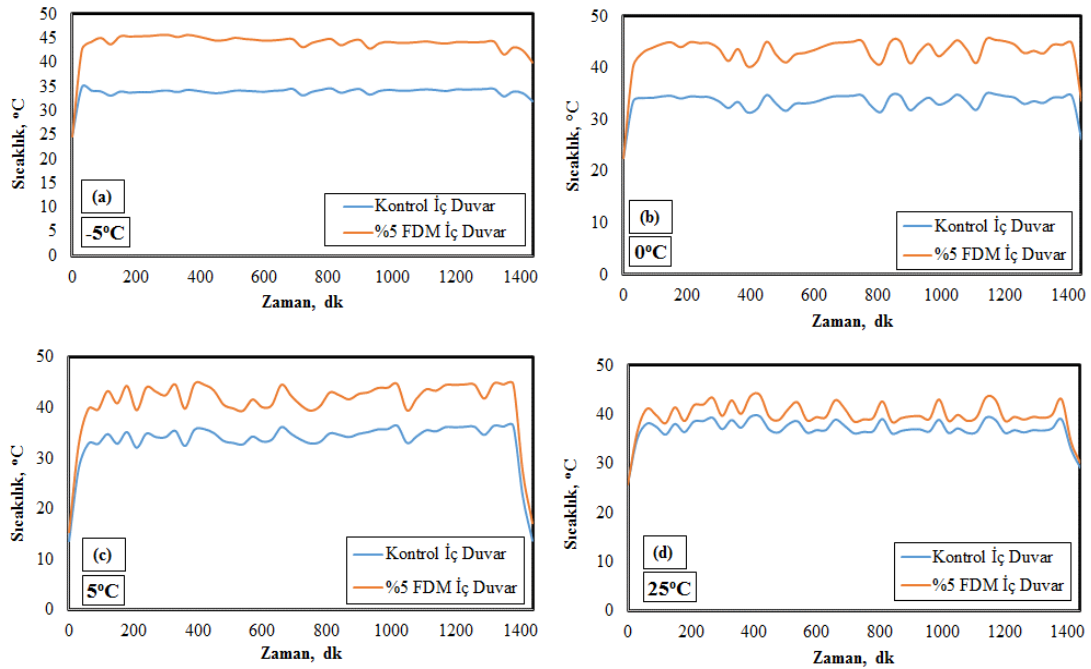 50
45
40
35
30
25
20
15
10
5
0
Sıcaklık, °C
(a)
-5°C
Kontrol İç Duvar
%5 FDM İç Duvar
0 200 400 600 800 1000 1200 1400
Zaman, dk
50
40
30
20
10
0
Sıcaklık, °C
(b)
0°C
Kontrol İç Duvar
%5 FDM İç Duvar
0 200 400 600 800 1000 1200 1400
Zaman, dk
50
40
30
20
10
0
Sıcakılık, °C
(c)
5°C
Kontrol İç Duvar
%5 FDM İç Duvar
0 200 400 600 800 1000 1200 1400
Zaman, dk
50
40
30
20
10
0
Sıcaklık, °C
(d)
25°C
Kontrol İç Duvar
%5 FDM İç Duvar
0 200 400 600 800 1000 1200 1400
Zaman, dk